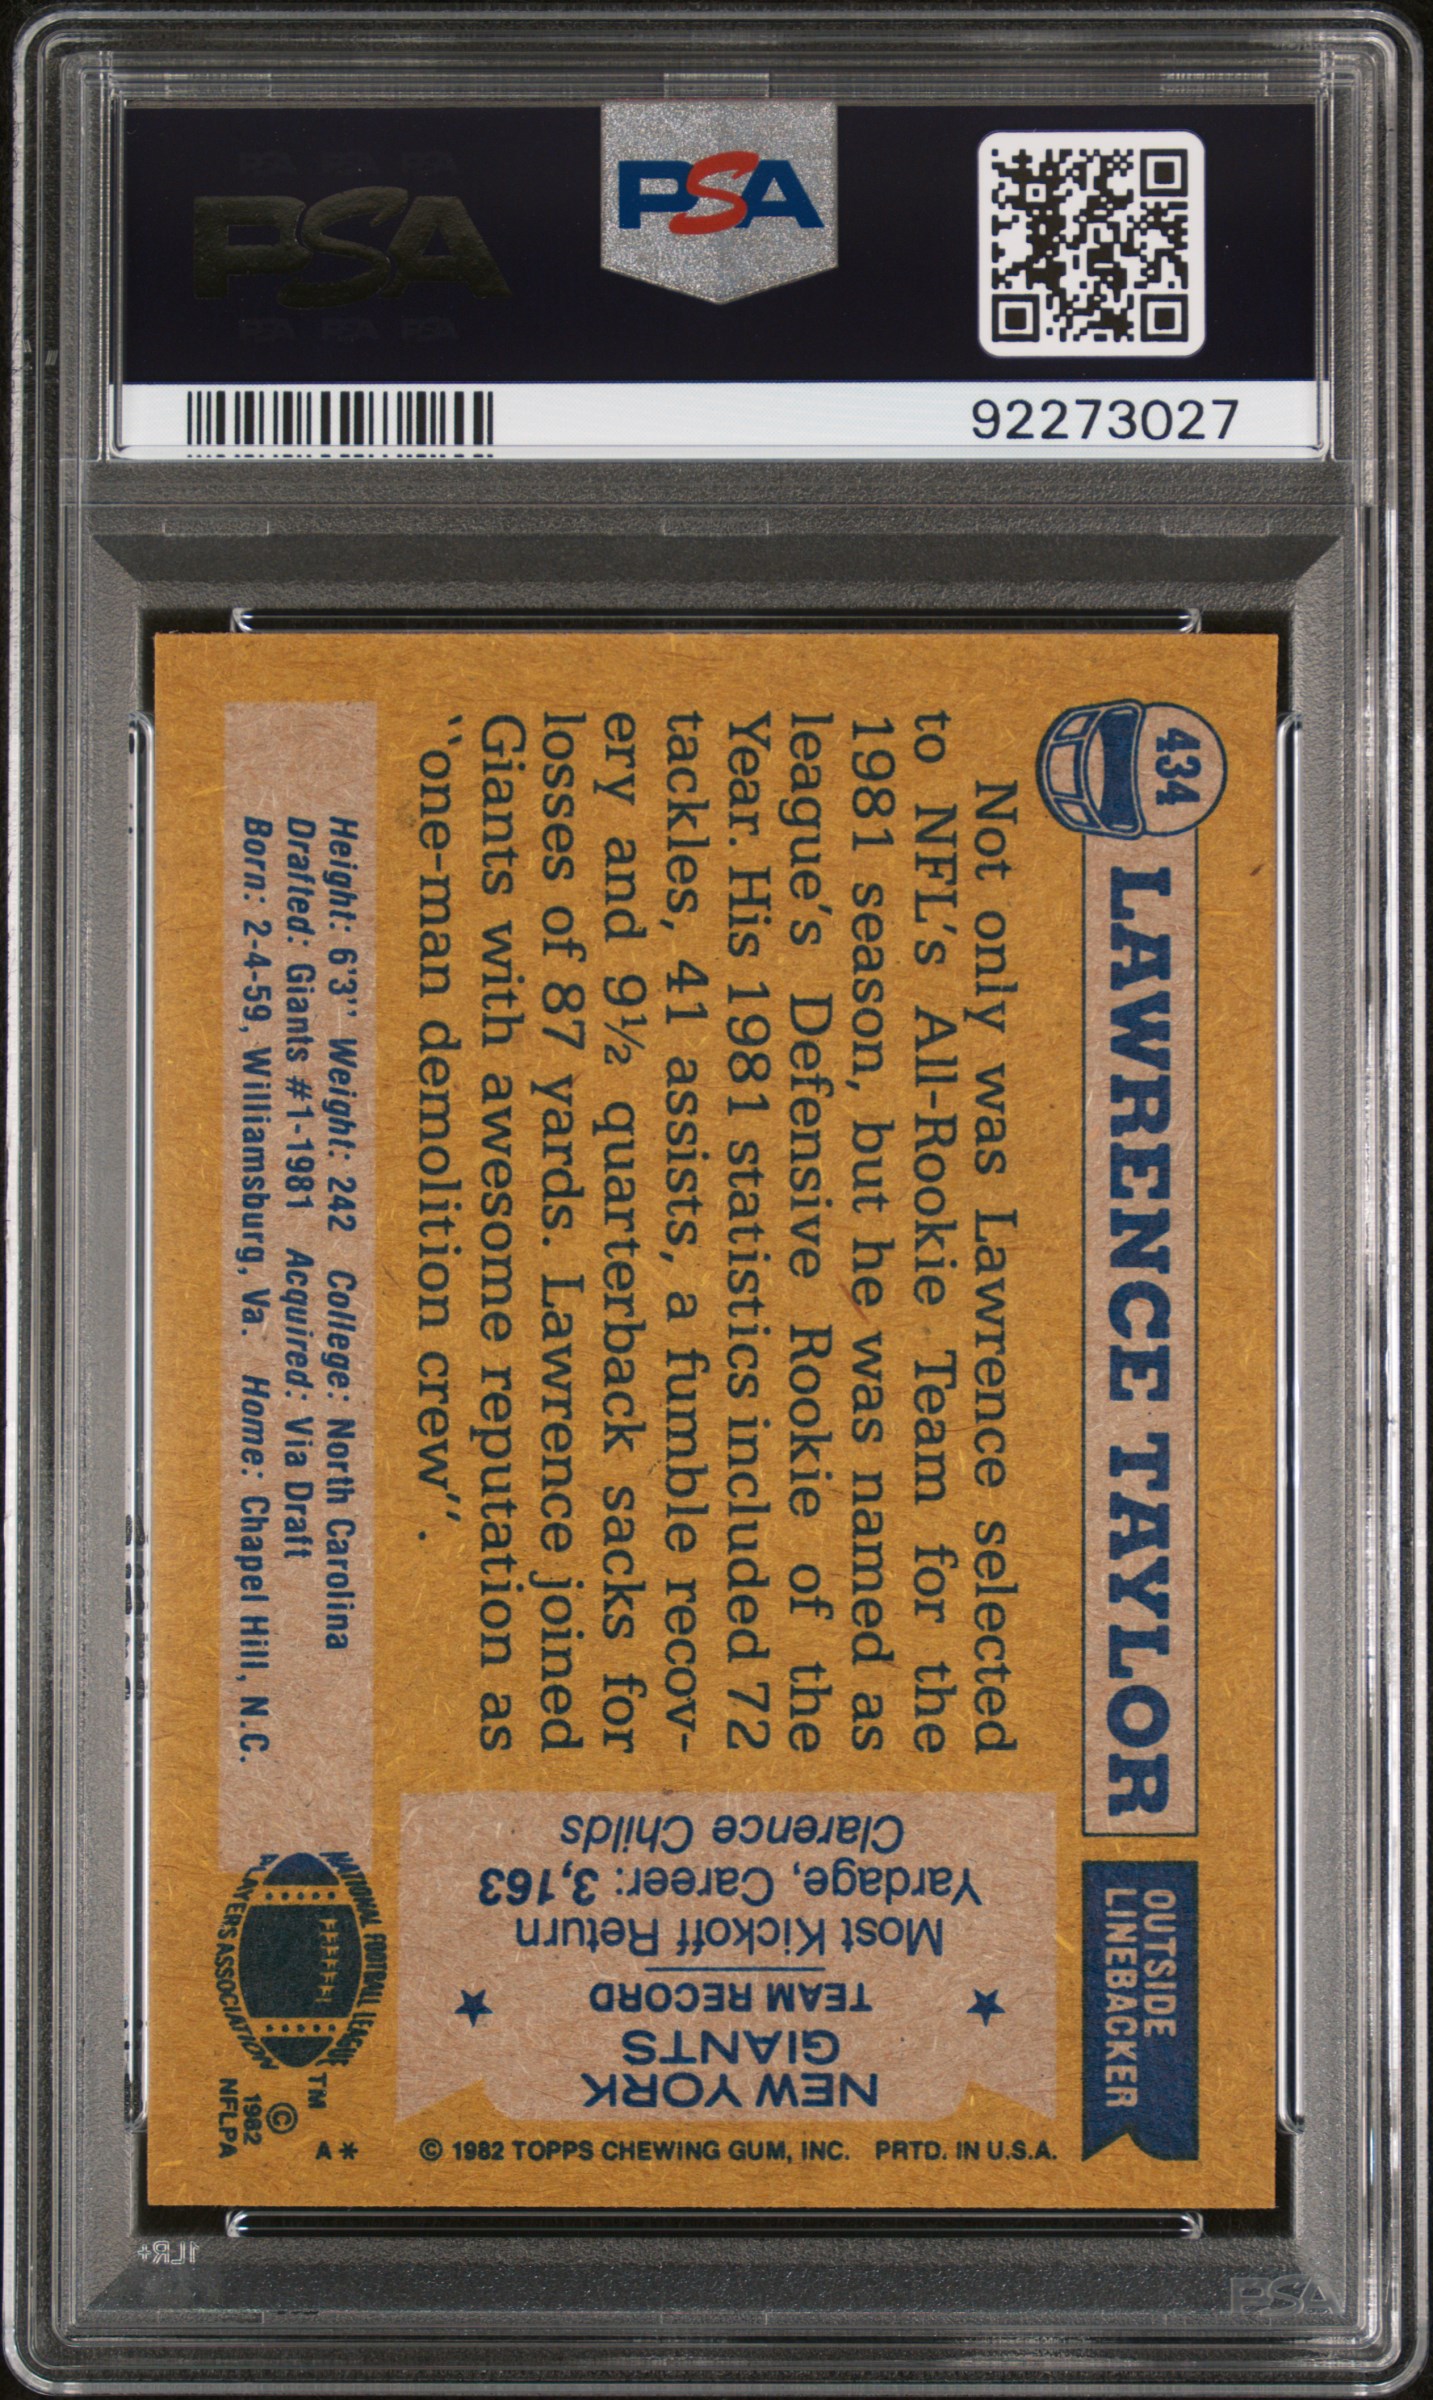 PSA
PSA
92273027
434
LAWRENCE TAYLOR
OUTSIDE
LINEBACKER
Not only was Lawrence selected
to NFL's All-Rookie Team for the
1981 season, but he was named as
league's Defensive Rookie of the
Year. His 1981 statistics included 72
tackles, 41 assists, a fumble recov-
ery and 9½ quarterback sacks for
losses of 87 yards. Lawrence joined
Giants with awesome reputation as
"one-man demolition crew".
NEW YORK
GIANTS
TEAM RECORD
Most Kickoff Return
Yardage, Career: 3,163
Clarence Childs
Height: 6'3" Weight: 242 College: North Carolina
Drafted: Giants #1-1981 Acquired: Via Draft
Born: 2-4-59, Williamsburg, Va. Home: Chapel Hill, N.C.
NATIONAL FOOTBALL LEAGUE
PLAYERS ASSOCIATION
TM
©
1982
NFLPA
A*
© 1982 TOPPS CHEWING GUM, INC. PRTD. IN U.S.A.
PSA